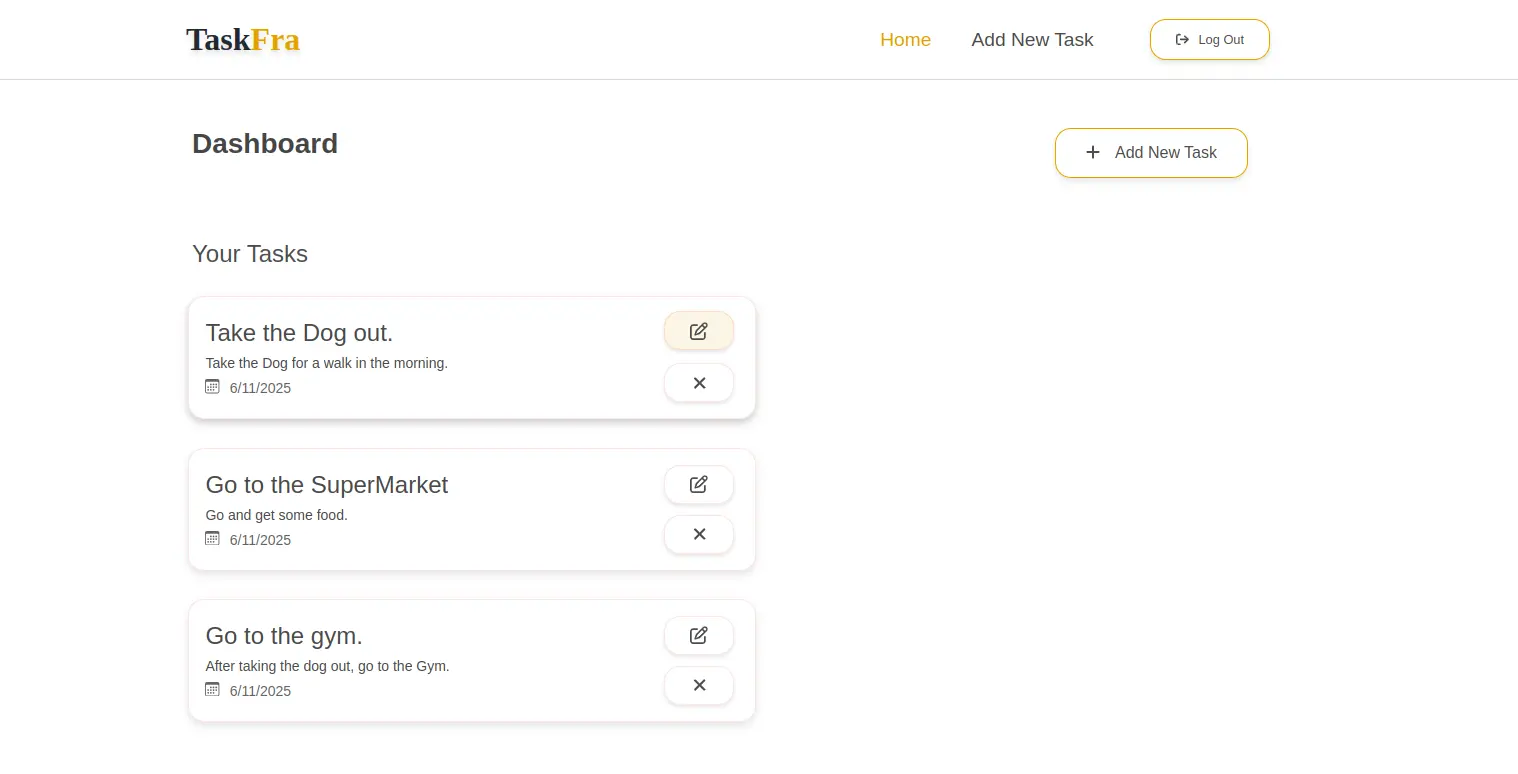 TaskFra
Home
Add New Task
Log Out
Dashboard
Add New Task
Your Tasks
Take the Dog out.
Take the Dog for a walk in the morning.
6/11/2025
Go to the SuperMarket
Go and get some food.
6/11/2025
Go to the gym.
After taking the dog out, go to the Gym.
6/11/2025